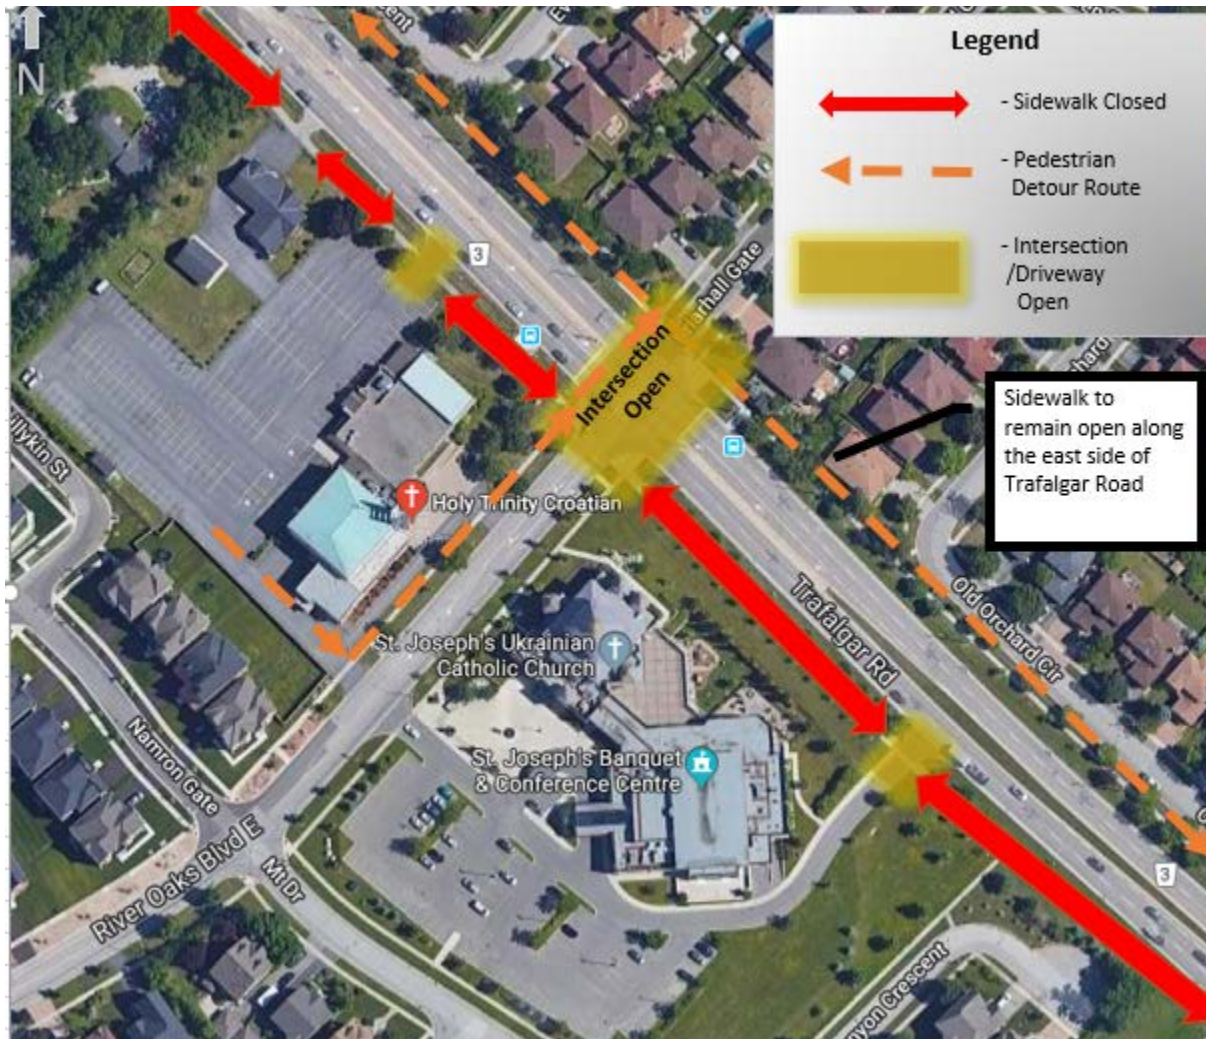 N
Legend
- Sidewalk Closed
- Pedestrian
Detour Route
- Intersection
/Driveway
Open
3
Intersection
Open
Sidewalk to
remain open along
the east side of
Trafalgar Road
Holy Trinity Croatian
Trafalgar Rd
Old Orchard Cir
St. Joseph's Ukrainian
Catholic Church
St. Joseph's Banquet
& Conference Centre
Namron Gate
River Oaks Blvd E
Mt Dr
3